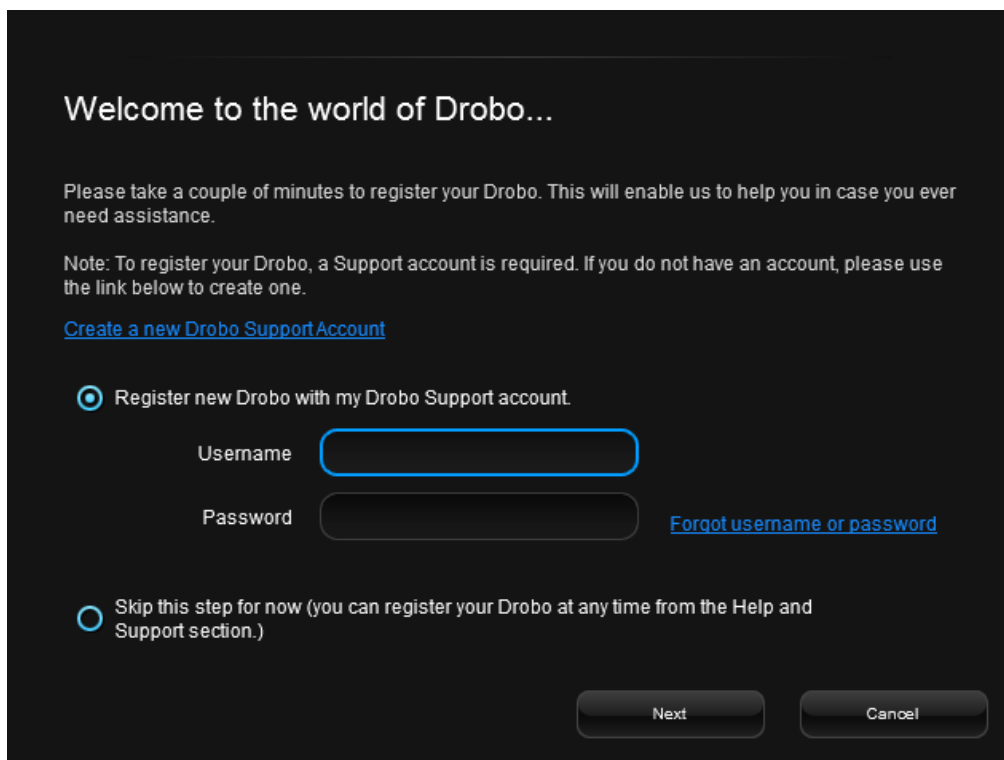 Welcome to the world of Drobo...
Please take a couple of minutes to register your Drobo. This will enable us to help you in case you ever
need assistance.
Note: To register your Drobo, a Support account is required. If you do not have an account, please use
the link below to create one.
Create a new Drobo Support Account
Register new Drobo with my Drobo Support account.
Username
Password
Forgot username or password
Skip this step for now (you can register your Drobo at any time from the Help and
Support section.)
Next
Cancel